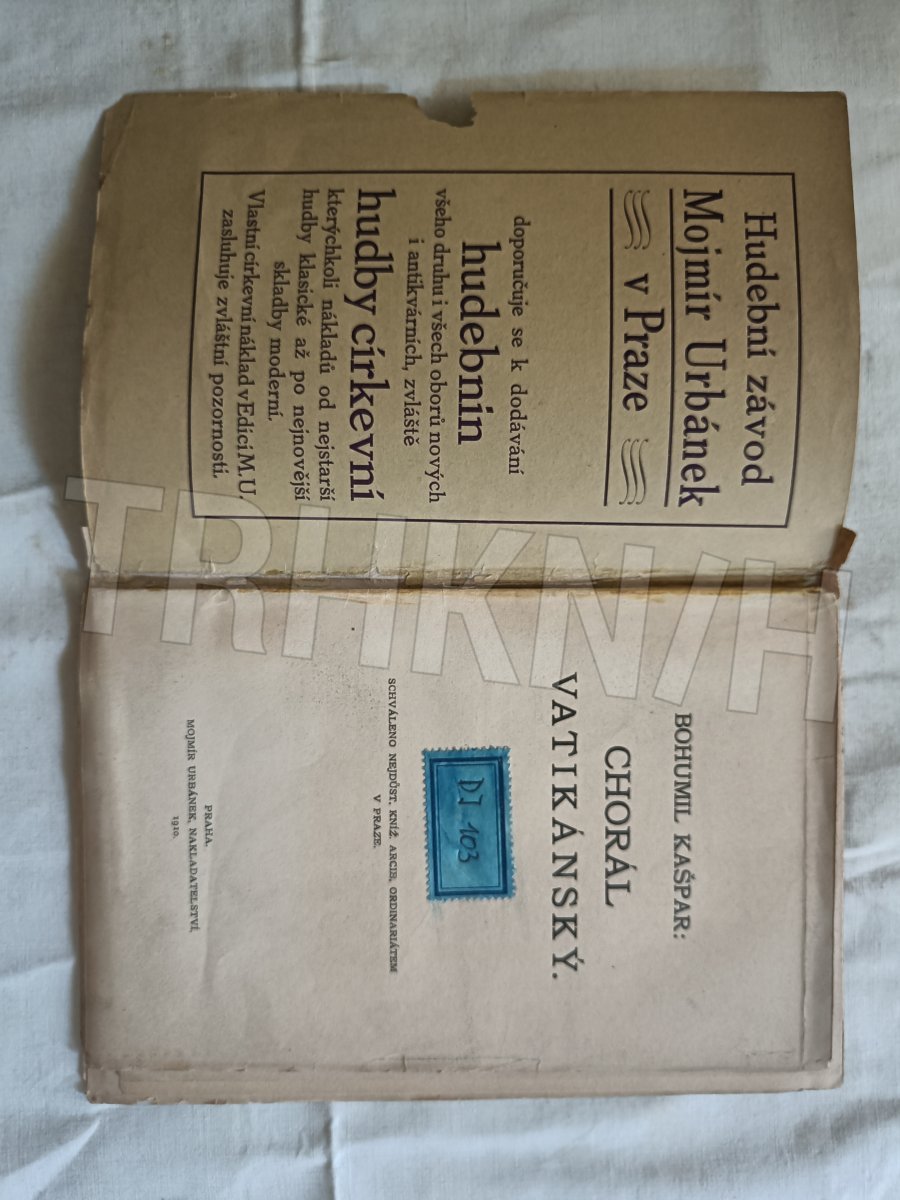 Hudební závod
Mojmír Urbánek
v Praze
doporučuje se k dodávání
hudebnin
všeho druhu i všech oborů nových
i antikvárních, zvláště
hudby církevní
kterýchkoli nákladů od nejstarší
hudby klasické až po nejnovější
skladby moderní.
Vlastní církevní náklad v Edici M. U.
zasluhuje zvláštní pozornosti.
BOHUMIL KAŠPAR:
CHORÁL
VATIKÁNSKÝ.
DI 103
SCHVÁLENO NEJDŮST. KNÍŽ. ARCIB. ORDINARIÁTEM
V PRAZE.
PRAHA.
MOJMÍR URBÁNEK, NAKLADATELSTVÍ,
1910.
TRHKNIH